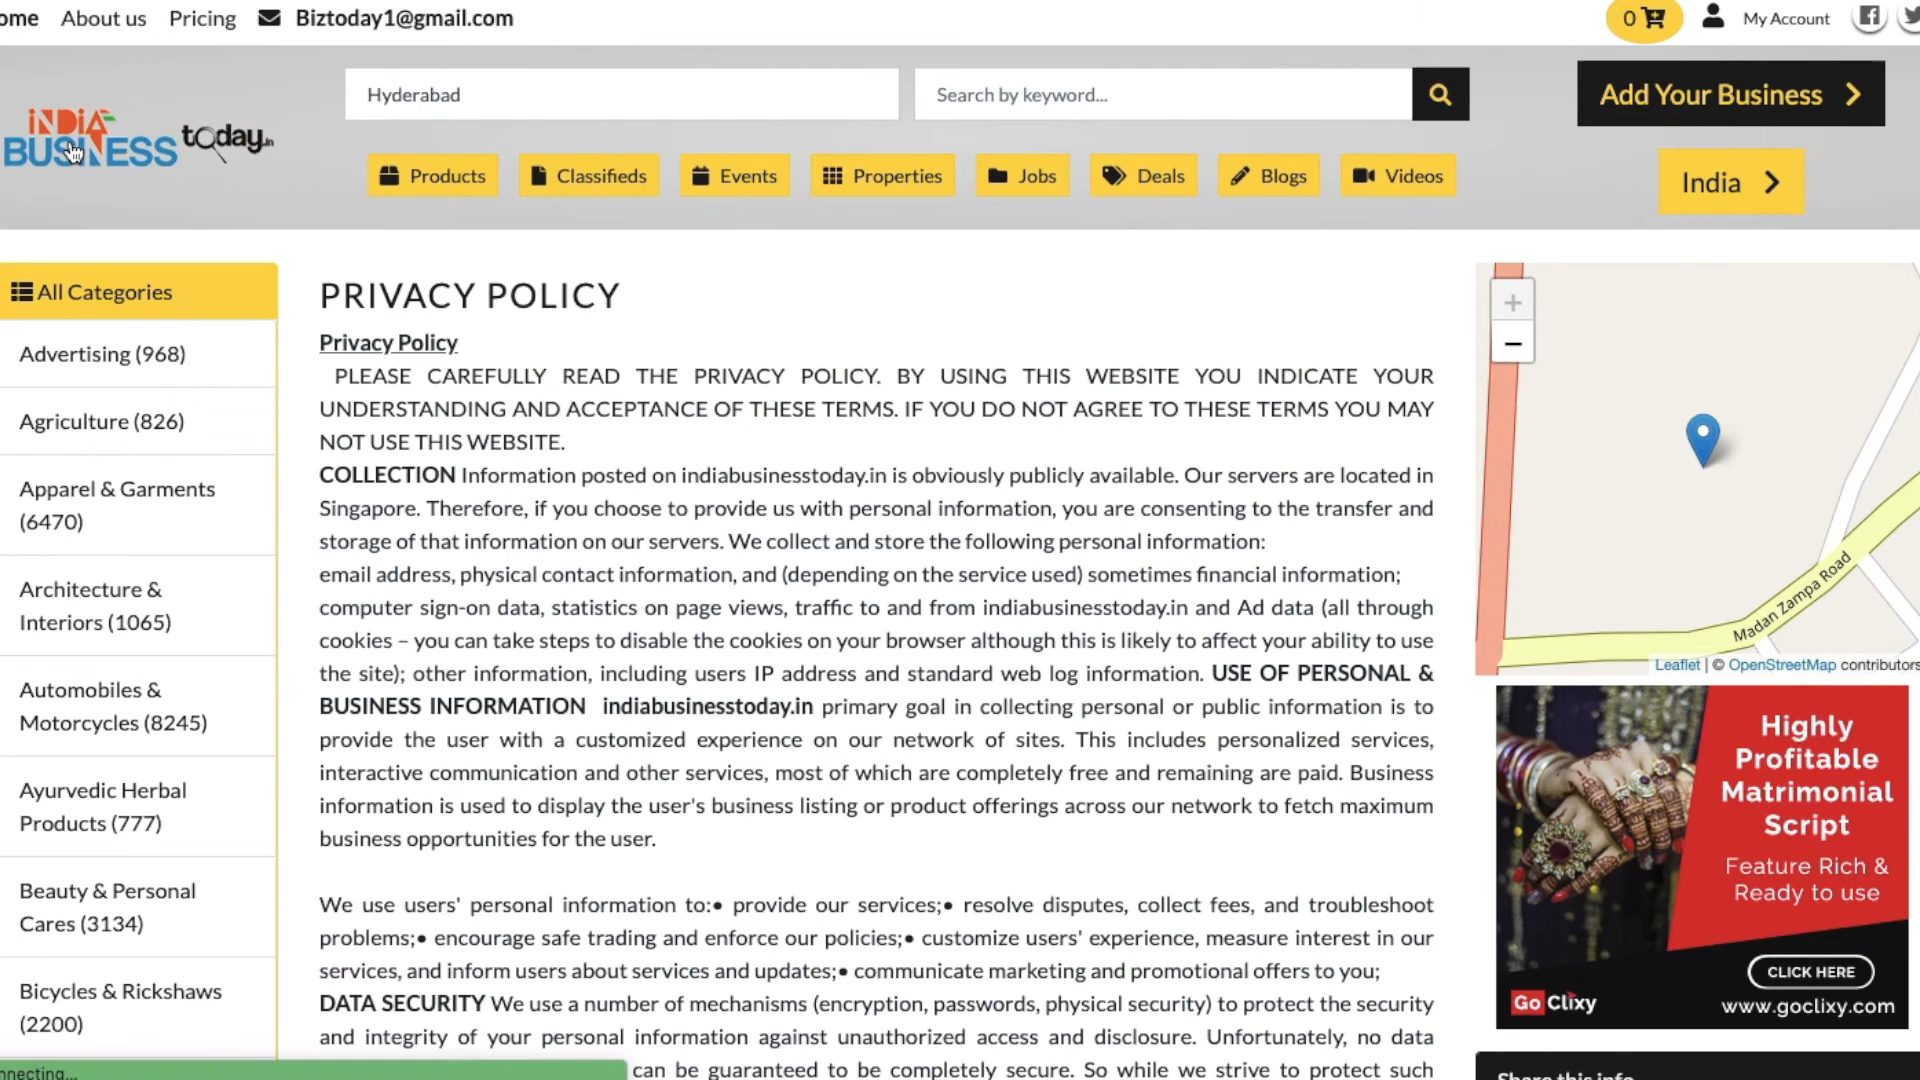 ome About us Pricing Biztoday1@gmail.com 0 My Account
Hyderabad Search by keyword... Add Your Business
INDIA
BUSINESS today.in
Products Classifieds Events Properties Jobs Deals Blogs Videos India
All Categories
Advertising (968)
Agriculture (826)
Apparel & Garments
(6470)
Architecture &
Interiors (1065)
Automobiles &
Motorcycles (8245)
Ayurvedic Herbal
Products (777)
Beauty & Personal
Cares (3134)
Bicycles & Rickshaws
(2200)
nnecting...
PRIVACY POLICY
Privacy Policy
PLEASE CAREFULLY READ THE PRIVACY POLICY. BY USING THIS WEBSITE YOU INDICATE YOUR
UNDERSTANDING AND ACCEPTANCE OF THESE TERMS. IF YOU DO NOT AGREE TO THESE TERMS YOU MAY
NOT USE THIS WEBSITE.
COLLECTION Information posted on indiabusinesstoday.in is obviously publicly available. Our servers are located in
Singapore. Therefore, if you choose to provide us with personal information, you are consenting to the transfer and
storage of that information on our servers. We collect and store the following personal information:
email address, physical contact information, and (depending on the service used) sometimes financial information;
computer sign-on data, statistics on page views, traffic to and from indiabusinesstoday.in and Ad data (all through
cookies – you can take steps to disable the cookies on your browser although this is likely to affect your ability to use
the site); other information, including users IP address and standard web log information. USE OF PERSONAL &
BUSINESS INFORMATION indiabusinesstoday.in primary goal in collecting personal or public information is to
provide the user with a customized experience on our network of sites. This includes personalized services,
interactive communication and other services, most of which are completely free and remaining are paid. Business
information is used to display the user's business listing or product offerings across our network to fetch maximum
business opportunities for the user.
We use users' personal information to:• provide our services;• resolve disputes, collect fees, and troubleshoot
problems;• encourage safe trading and enforce our policies;• customize users' experience, measure interest in our
services, and inform users about services and updates;• communicate marketing and promotional offers to you;
DATA SECURITY We use a number of mechanisms (encryption, passwords, physical security) to protect the security
and integrity of your personal information against unauthorized access and disclosure. Unfortunately, no data
can be guaranteed to be completely secure. So while we strive to protect such
+
−
Madan Zampa Road
Leaflet | © OpenStreetMap contributors
Highly
Profitable
Matrimonial
Script
Feature Rich &
Ready to use
CLICK HERE
Go Clixy www.goclixy.com
Share this info